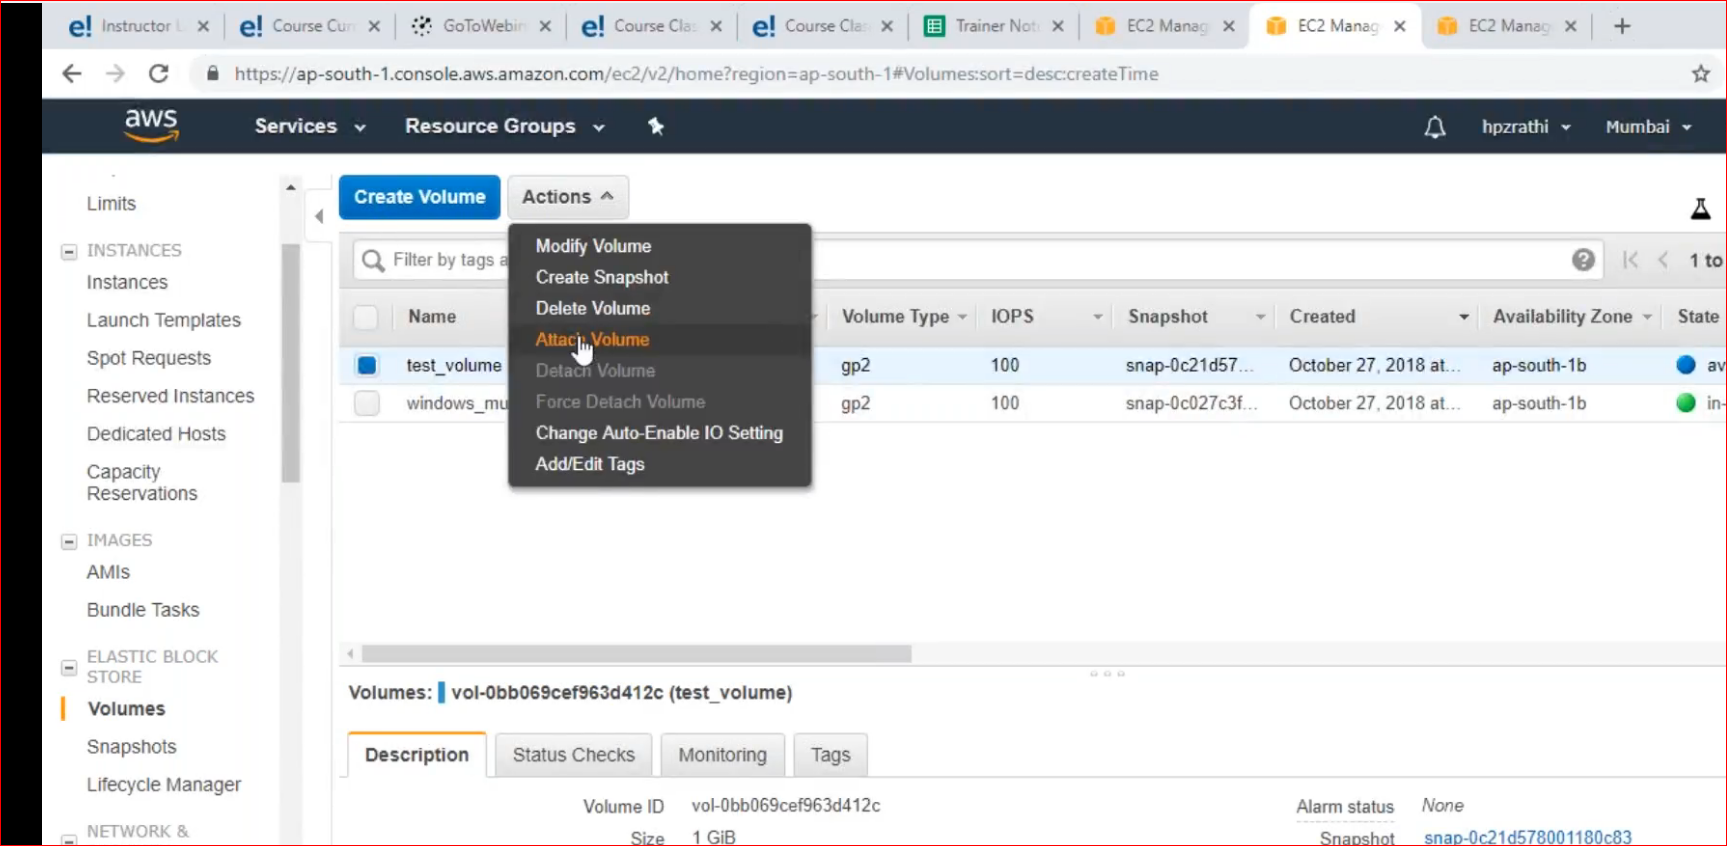 e! Instructor L
e! Course Curr
GoToWebin
e! Course Clas
e! Course Clas
Trainer Note
EC2 Manag
EC2 Manag
EC2 Manag
https://ap-south-1.console.aws.amazon.com/ec2/v2/home?region=ap-south-1#Volumes:sort=desc:createTime
aws Services Resource Groups hpzrathi Mumbai
Limits
INSTANCES
Instances
Launch Templates
Spot Requests
Reserved Instances
Dedicated Hosts
Capacity
Reservations
IMAGES
AMIs
Bundle Tasks
ELASTIC BLOCK
STORE
Volumes
Snapshots
Lifecycle Manager
NETWORK &
Create Volume Actions
Modify Volume
Create Snapshot
Delete Volume
Attach Volume
Detach Volume
Force Detach Volume
Change Auto-Enable IO Setting
Add/Edit Tags
Filter by tags a 1 to
Name Volume Type IOPS Snapshot Created Availability Zone State
test_volume gp2 100 snap-0c21d57... October 27, 2018 at... ap-south-1b av
windows_mu gp2 100 snap-0c027c3f... October 27, 2018 at... ap-south-1b in-
Volumes: vol-0bb069cef963d412c (test_volume)
Description Status Checks Monitoring Tags
Volume ID vol-0bb069cef963d412c Alarm status None
Size 1 GiB Snapshot snap-0c21d578001180c83